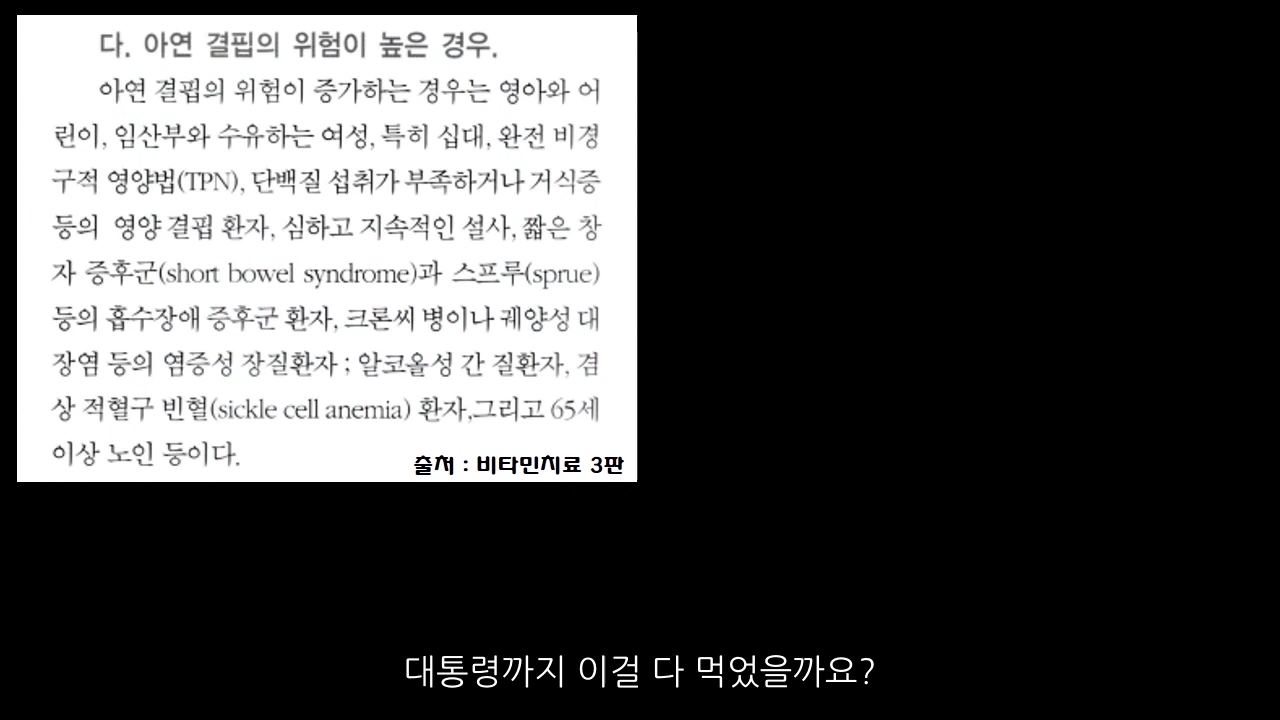 다. 아연 결핍의 위험이 높은 경우.
아연 결핍의 위험이 증가하는 경우는 영아와 어
린이, 임산부와 수유하는 여성, 특히 십대, 완전 비경
구적 영양법(TPN), 단백질 섭취가 부족하거나 거식증
등의 영양 결핍 환자, 심하고 지속적인 설사, 짧은 창
자 증후군(short bowel syndrome)과 스프루(sprue)
등의 흡수장애 증후군 환자, 크론씨 병이나 궤양성 대
장염 등의 염증성 장질환자 ; 알코올성 간 질환자, 겸
상 적혈구 빈혈(sickle cell anemia) 환자,그리고 65세
이상 노인 등이다.
출처 : 비타민치료 3판
대통령까지 이걸 다 먹었을까요?